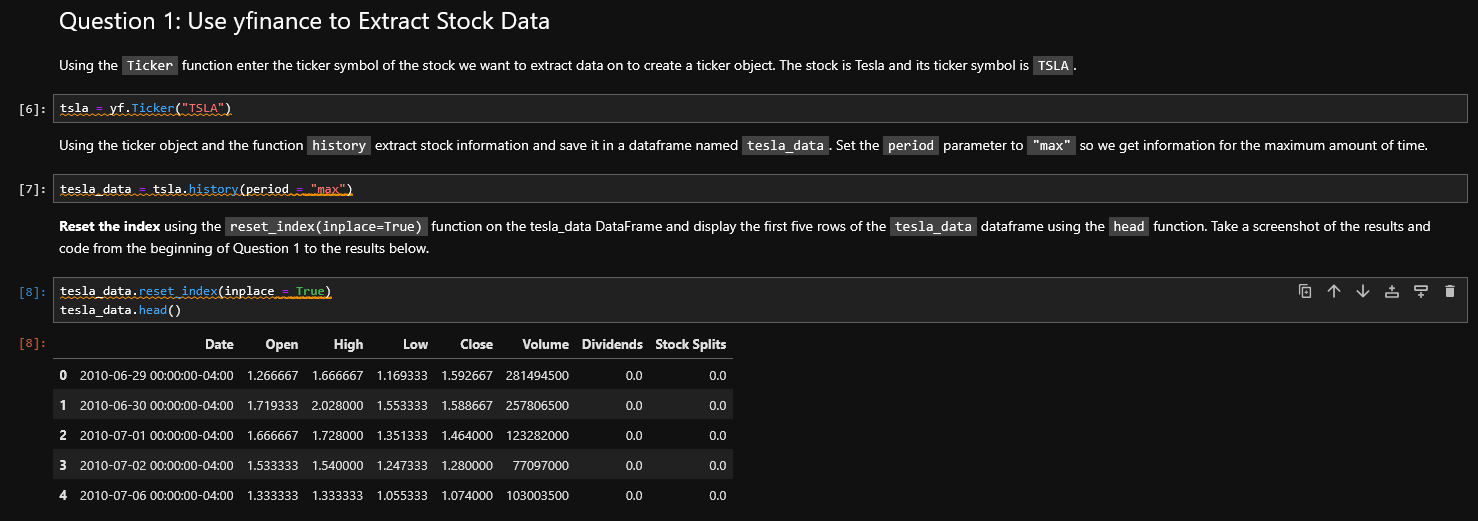 Question 1: Use yfinance to Extract Stock Data
Using the Ticker function enter the ticker symbol of the stock we want to extract data on to create a ticker object. The stock is Tesla and its ticker symbol is TSLA.
[6]: tsla = yf.Ticker("TSLA")
Using the ticker object and the function history extract stock information and save it in a dataframe named tesla_data. Set the period parameter to "max" so we get information for the maximum amount of time.
[7]: tesla_data = tsla.history(period = "max")
Reset the index using the reset_index(inplace=True) function on the tesla_data DataFrame and display the first five rows of the tesla_data dataframe using the head function. Take a screenshot of the results and
code from the beginning of Question 1 to the results below.
[8]: tesla_data.reset_index(inplace = True)
tesla_data.head()
[8]: Date Open High Low Close Volume Dividends Stock Splits
0 2010-06-29 00:00:00-04:00 1.266667 1.666667 1.169333 1.592667 281494500 0.0 0.0
1 2010-06-30 00:00:00-04:00 1.719333 2.028000 1.553333 1.588667 257806500 0.0 0.0
2 2010-07-01 00:00:00-04:00 1.666667 1.728000 1.351333 1.464000 123282000 0.0 0.0
3 2010-07-02 00:00:00-04:00 1.533333 1.540000 1.247333 1.280000 77097000 0.0 0.0
4 2010-07-06 00:00:00-04:00 1.333333 1.333333 1.055333 1.074000 103003500 0.0 0.0